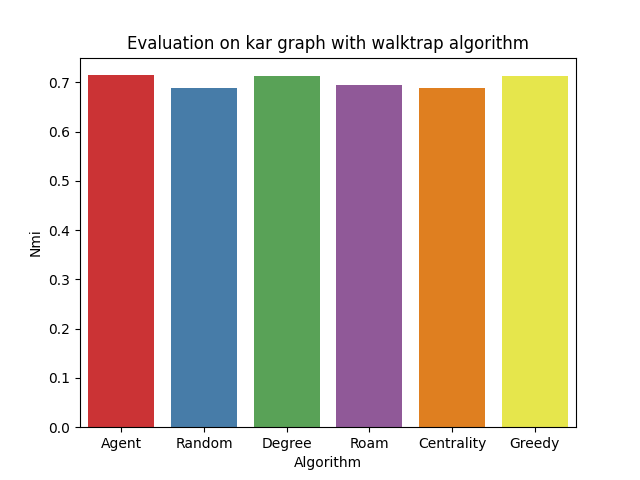 Evaluation on kar graph with walktrap algorithm
0.7
0.6
0.5
0.4
0.3
0.2
0.1
0.0
Nmi
Agent Random Degree Roam Centrality Greedy
Algorithm